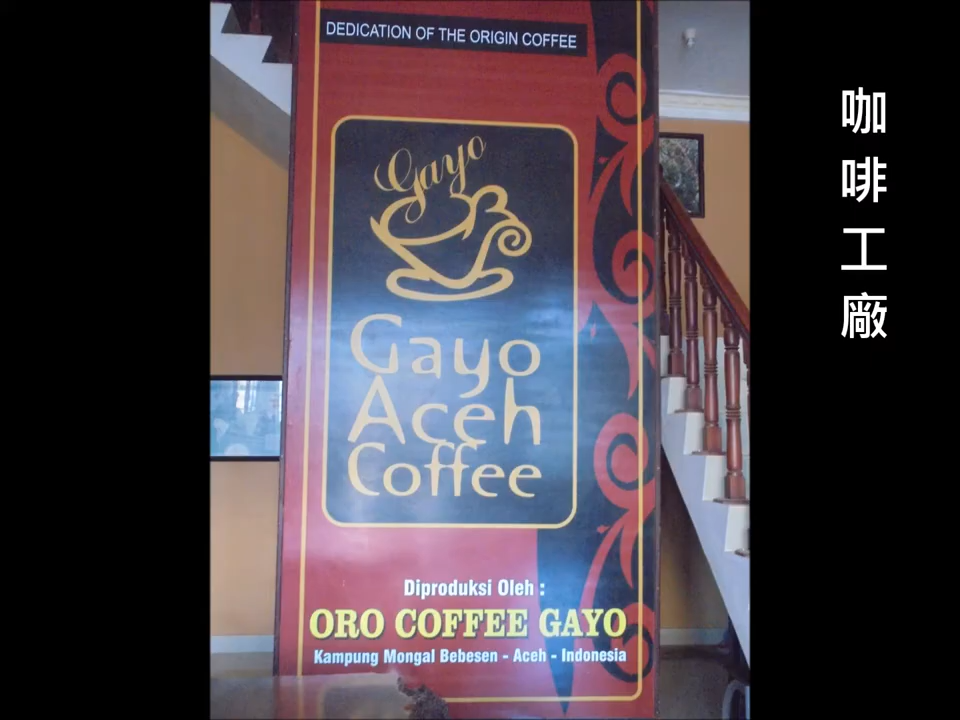 DEDICATION OF THE ORIGIN COFFEE
Gayo
Gayo
Aceh
Coffee
Diproduksi Oleh :
ORO COFFEE GAYO
Kampung Mongal Bebesen - Aceh - Indonesia
咖啡工廠